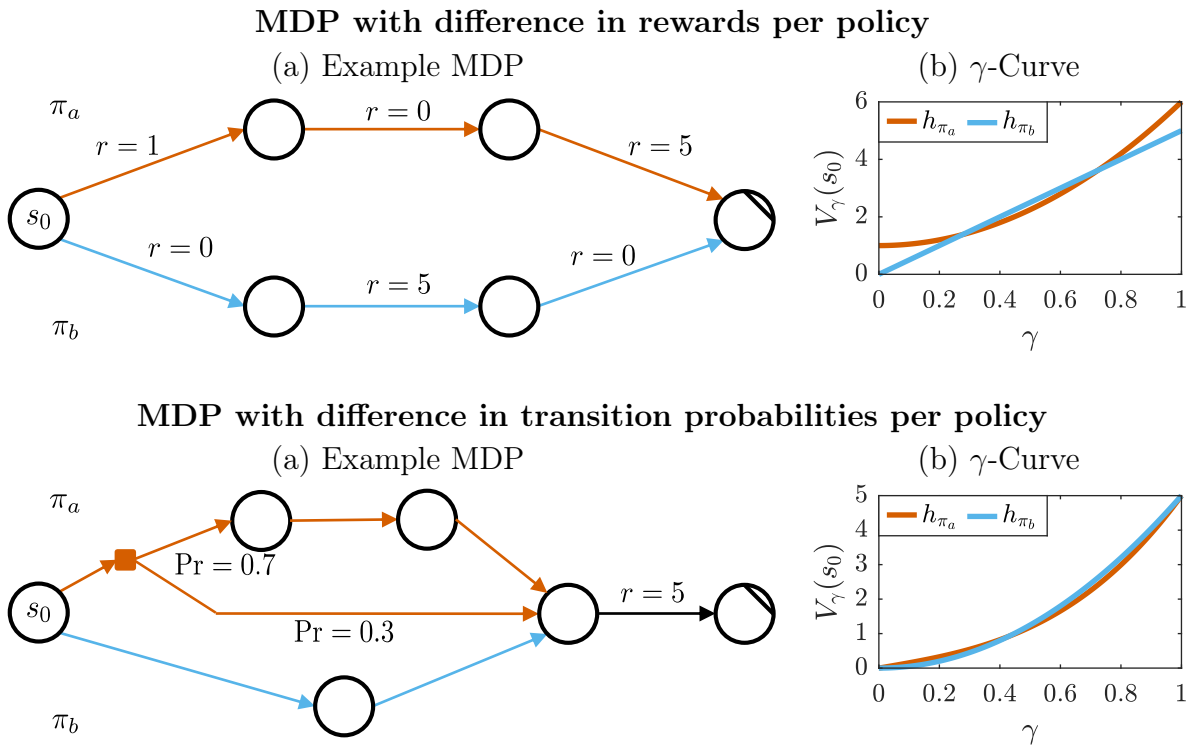 MDP with difference in rewards per policy
(a) Example MDP
π_a
r = 1
r = 0
r = 5
s_0
r = 0
r = 5
r = 0
π_b
(b) γ-Curve
h_{π_a} h_{π_b}
V_γ(s_0)
6
4
2
0
0 0.2 0.4 0.6 0.8 1
γ
MDP with difference in transition probabilities per policy
(a) Example MDP
π_a
Pr = 0.7
s_0
Pr = 0.3
r = 5
π_b
(b) γ-Curve
h_{π_a} h_{π_b}
V_γ(s_0)
5
4
3
2
1
0
0 0.2 0.4 0.6 0.8 1
γ